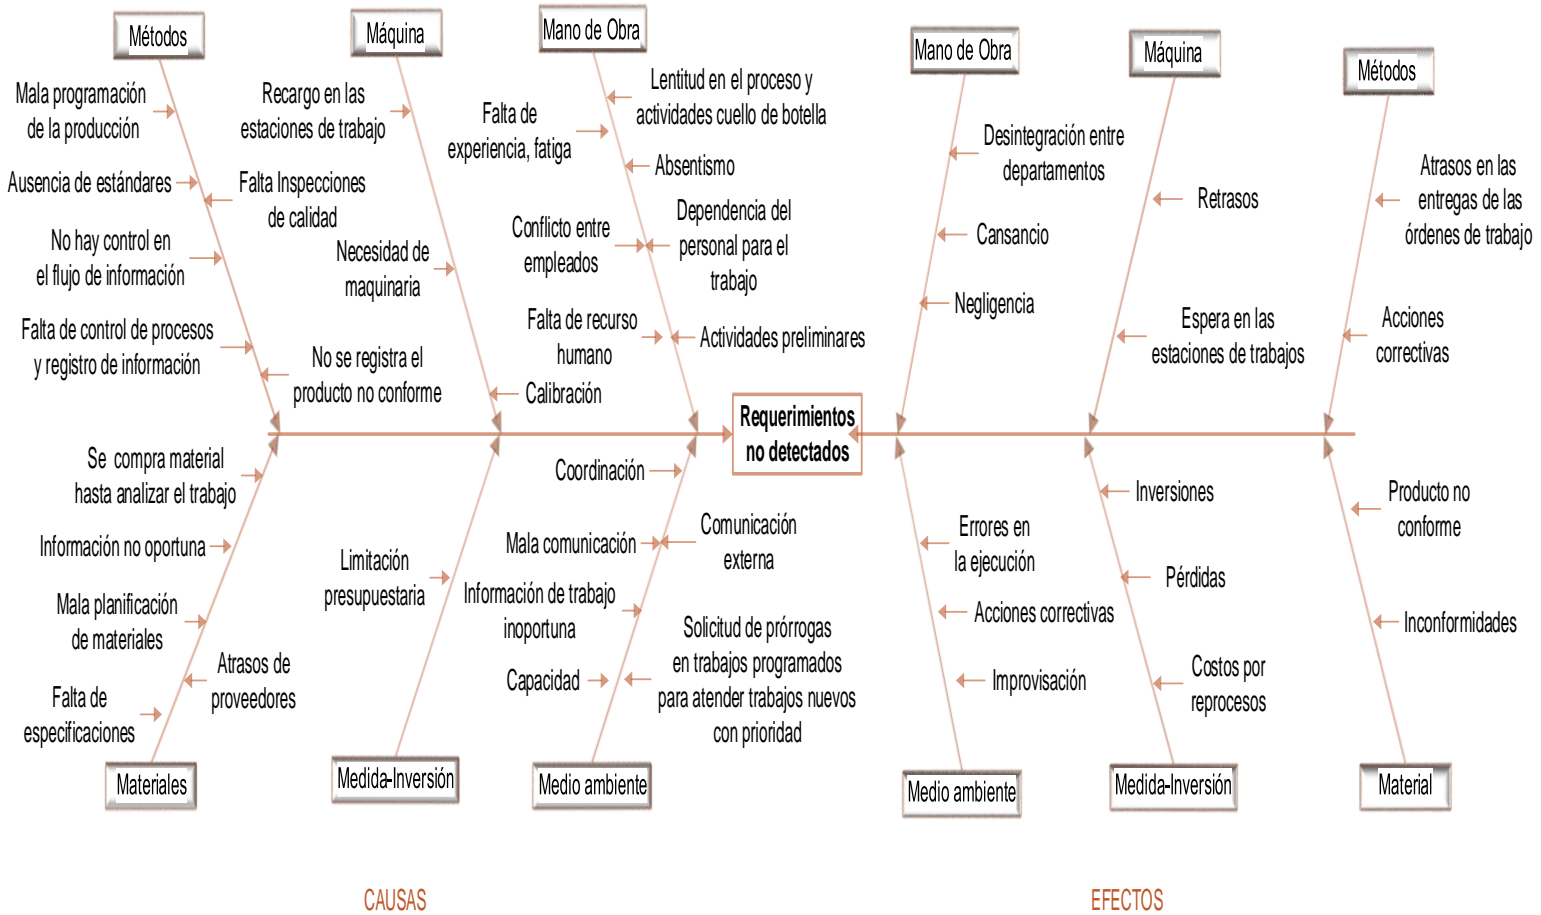 Métodos
Mala programación
de la producción
Ausencia de estándares
Falta Inspecciones
de calidad
No hay control en
el flujo de información
Falta de control de procesos
y registro de información
No se registra el
producto no conforme
Máquina
Recargo en las
estaciones de trabajo
Necesidad de
maquinaria
Calibración
Mano de Obra
Lentitud en el proceso y
actividades cuello de botella
Falta de
experiencia, fatiga
Absentismo
Conflicto entre
empleados
Dependencia del
personal para el
trabajo
Falta de recurso
humano
Actividades preliminares
Mano de Obra
Desintegración entre
departamentos
Cansancio
Negligencia
Máquina
Retrasos
Espera en las
estaciones de trabajos
Métodos
Atrasos en las
entregas de las
órdenes de trabajo
Acciones
correctivas
Requerimientos
no detectados
Se compra material
hasta analizar el trabajo
Información no oportuna
Mala planificación
de materiales
Atrasos de
proveedores
Falta de
especificaciones
Materiales
Limitación
presupuestaria
Medida-Inversión
Coordinación
Mala comunicación
Comunicación
externa
Información de trabajo
inoportuna
Capacidad
Solicitud de prórrogas
en trabajos programados
para atender trabajos nuevos
con prioridad
Medio ambiente
Errores en
la ejecución
Acciones correctivas
Improvisación
Medio ambiente
Inversiones
Pérdidas
Costos por
reprocesos
Medida-Inversión
Producto no
conforme
Inconformidades
Material
CAUSAS
EFECTOS